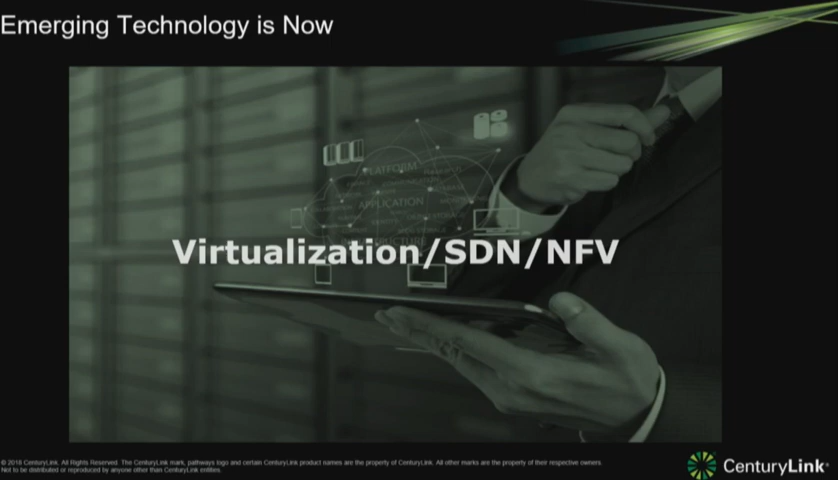 Emerging Technology is Now
PLATFORM
APPLICATION
Virtualization/SDN/NFV
© 2018 CenturyLink. All Rights Reserved. The CenturyLink mark, pathways logo and certain CenturyLink product names are the property of CenturyLink. All other marks are the property of their respective owners.
Not to be distributed or reproduced by anyone other than CenturyLink entities.
CenturyLink®